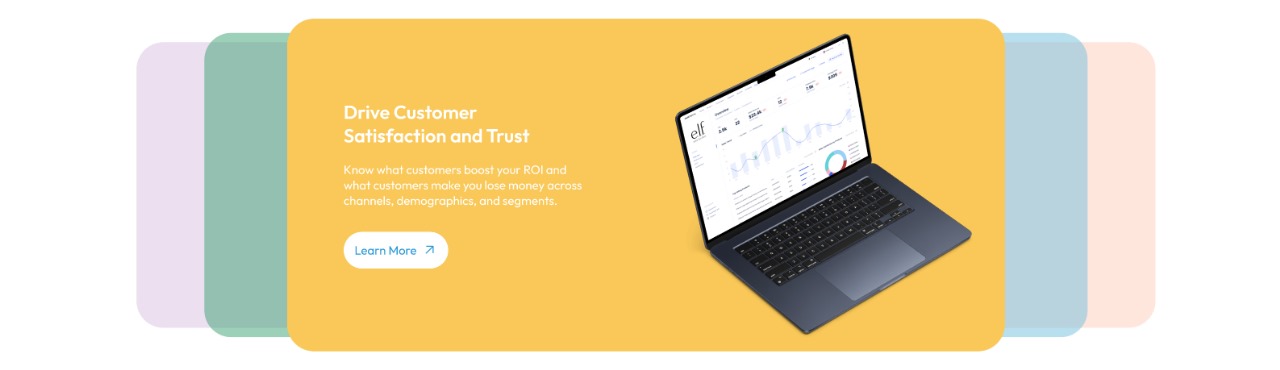 Drive Customer
Satisfaction and Trust
Know what customers boost your ROI and
what customers make you lose money across
channels, demographics, and segments.
Learn More
elf